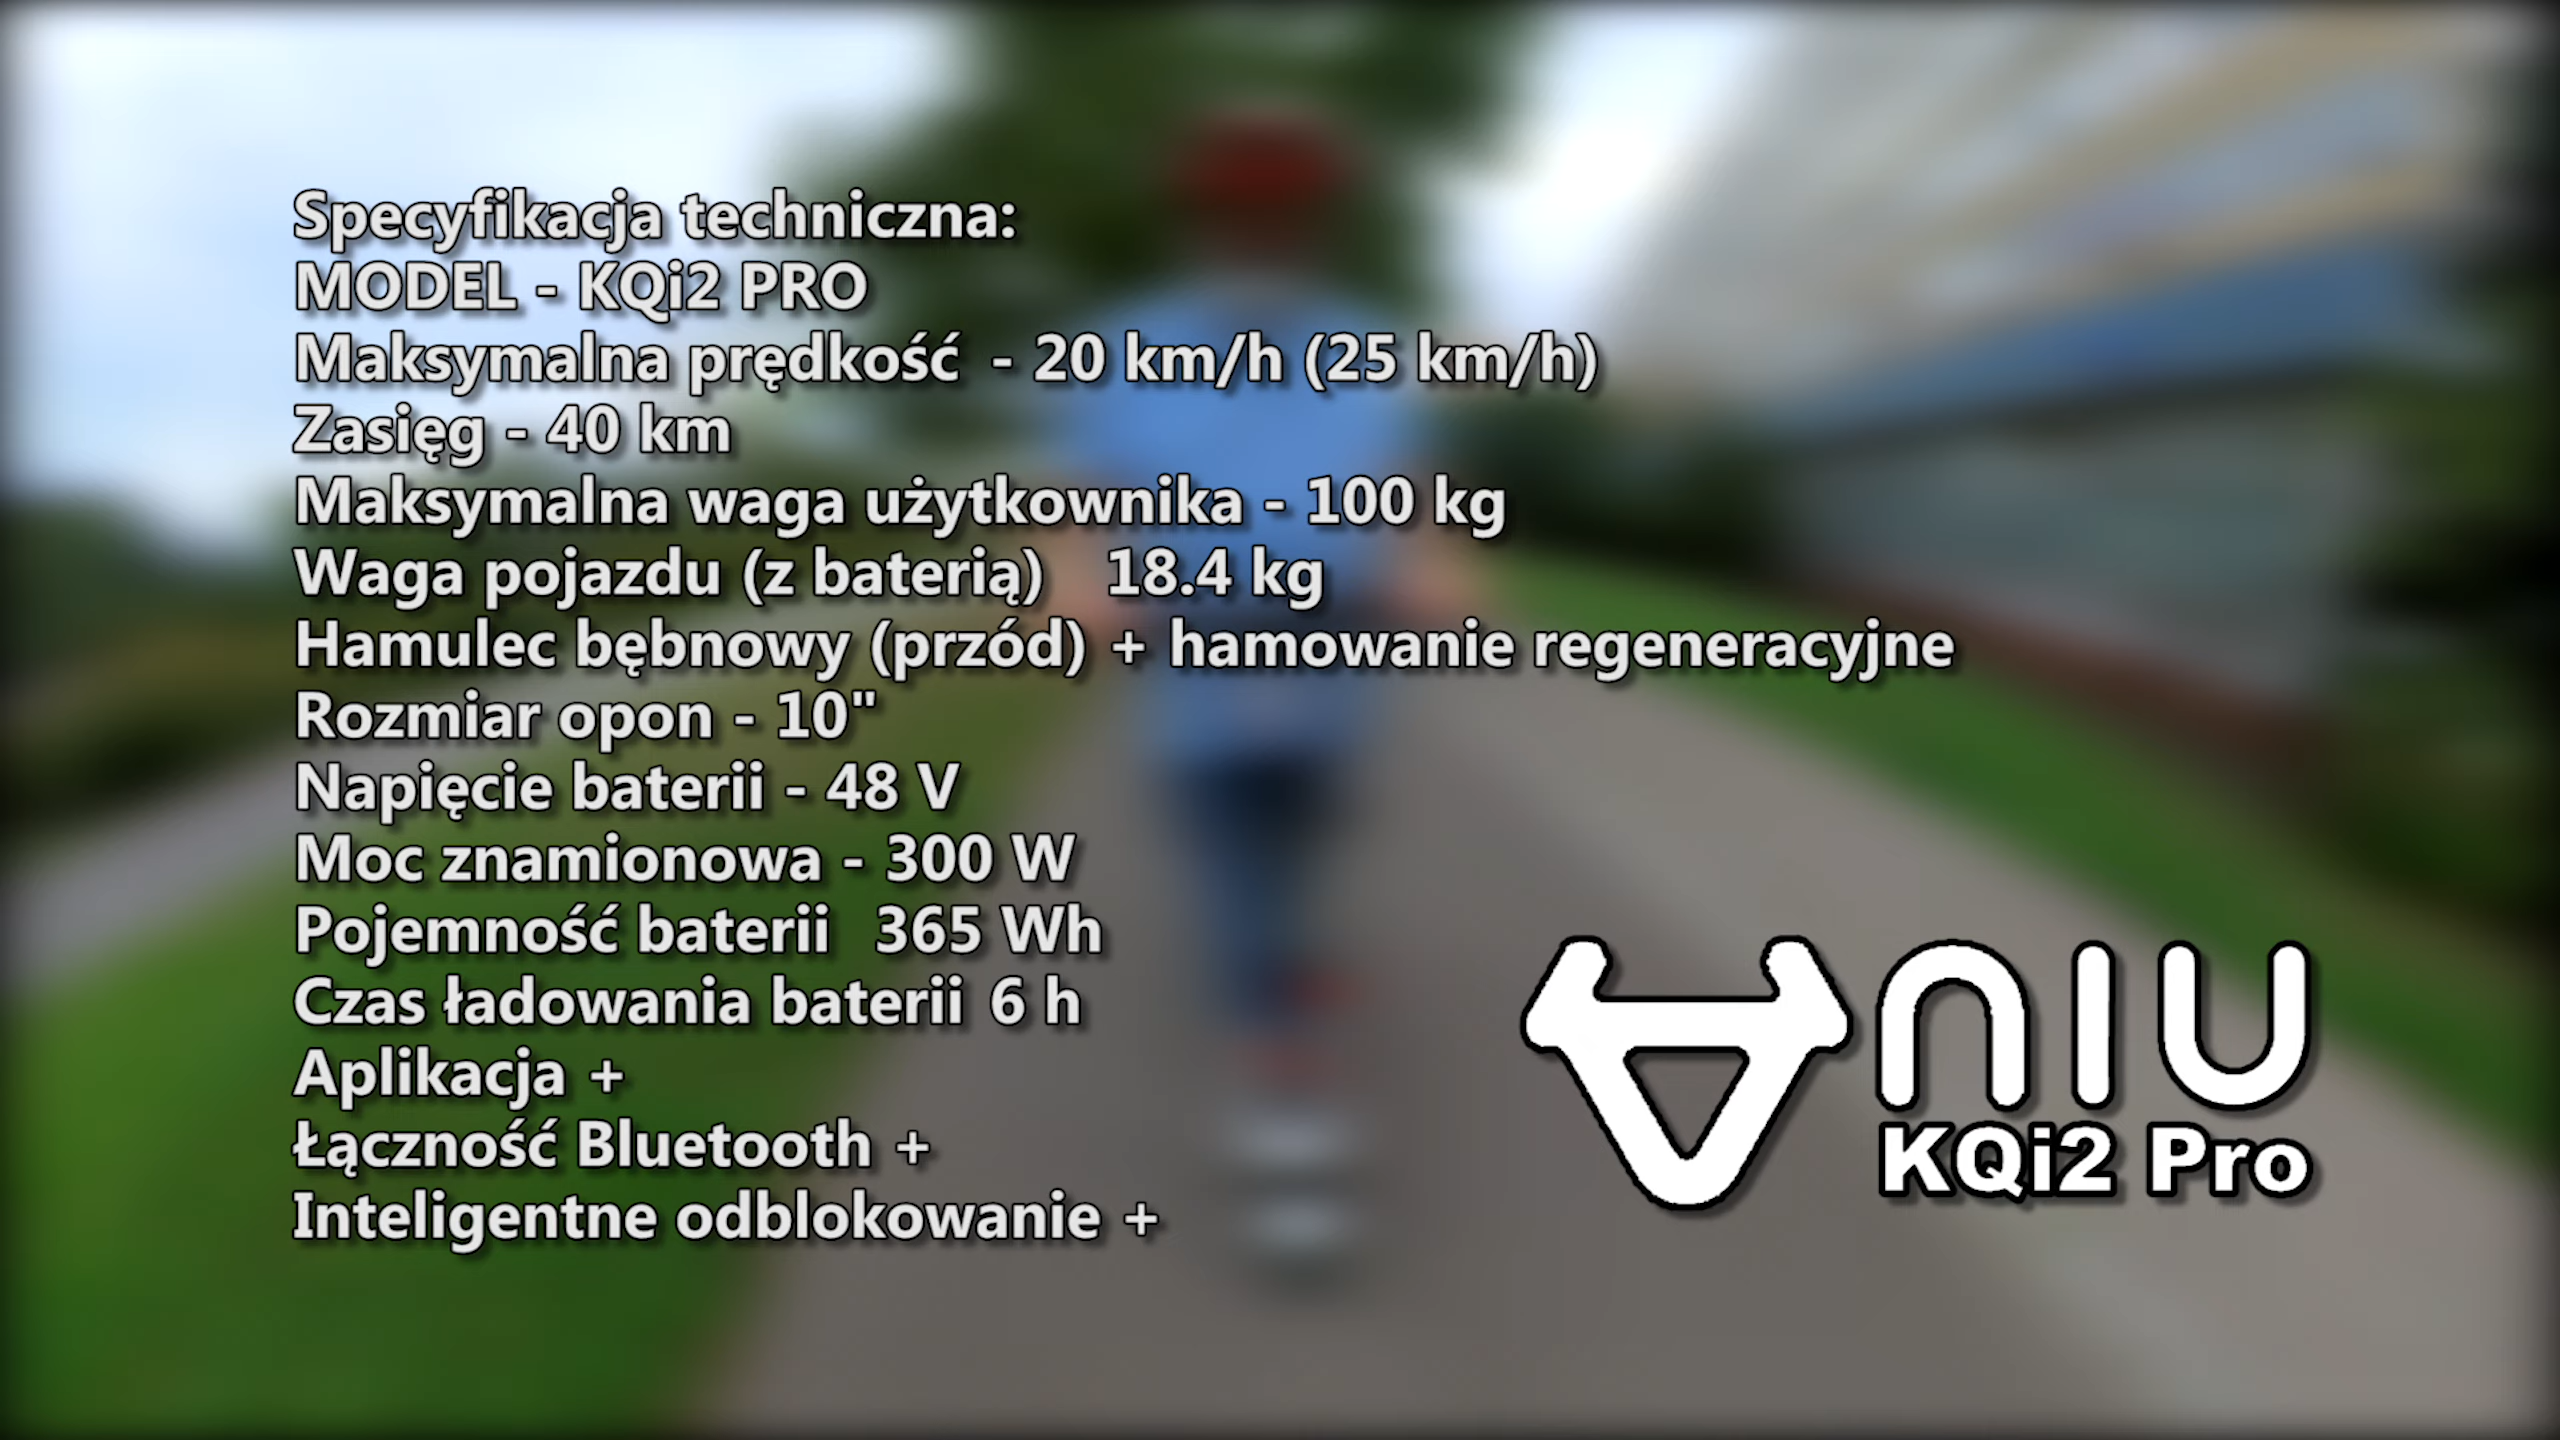 Specyfikacja techniczna:
MODEL - KQi2 PRO
Maksymalna prędkość - 20 km/h (25 km/h)
Zasięg - 40 km
Maksymalna waga użytkownika - 100 kg
Waga pojazdu (z baterią) 18.4 kg
Hamulec bębnowy (przód) + hamowanie regeneracyjne
Rozmiar opon - 10"
Napięcie baterii - 48 V
Moc znamionowa - 300 W
Pojemność baterii 365 Wh
Czas ładowania baterii 6 h
Aplikacja +
Łączność Bluetooth +
Inteligentne odblokowanie +
NIU
KQi2 Pro